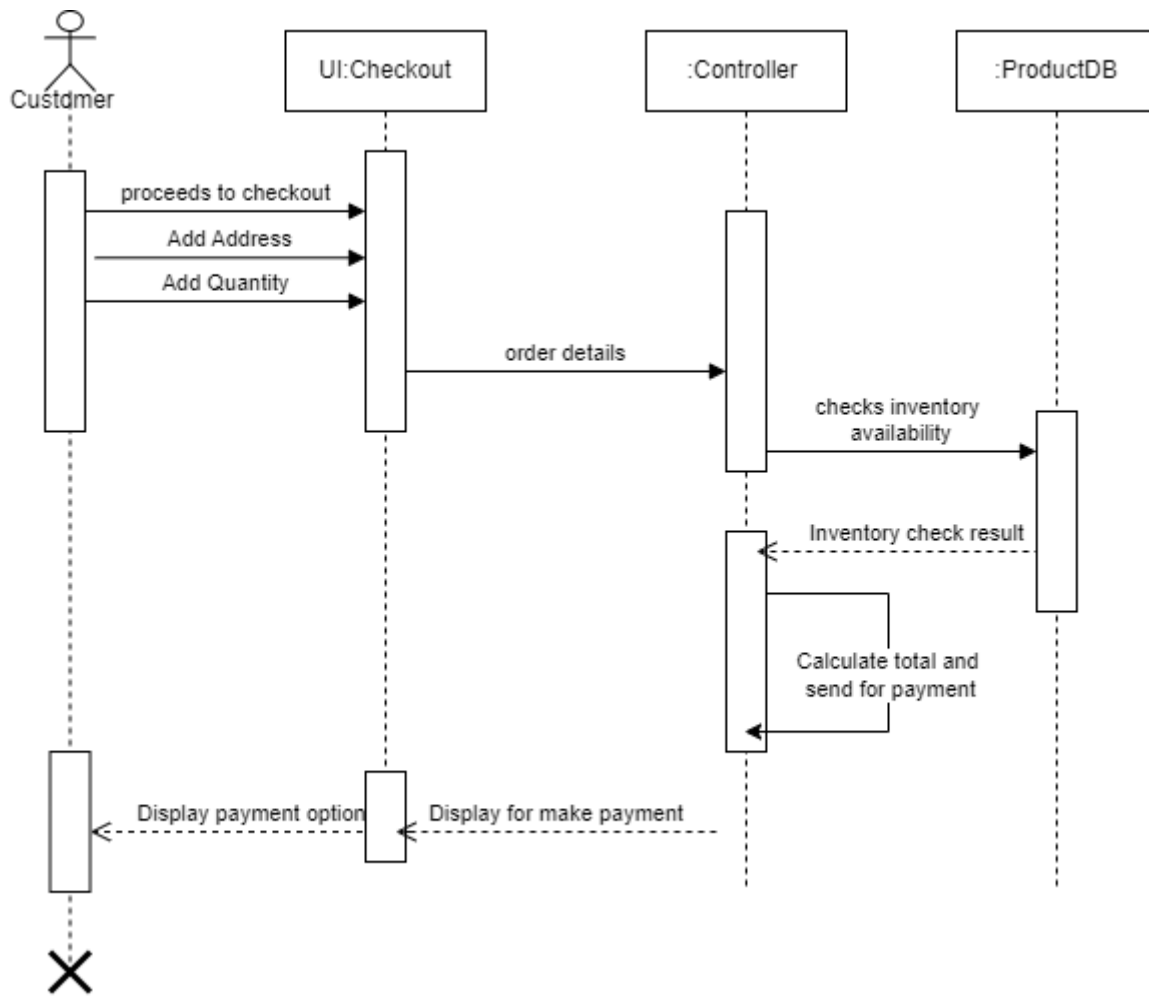 Customer
UI:Checkout
:Controller
:ProductDB
proceeds to checkout
Add Address
Add Quantity
order details
checks inventory
availability
Inventory check result
Calculate total and
send for payment
Display payment option
Display for make payment